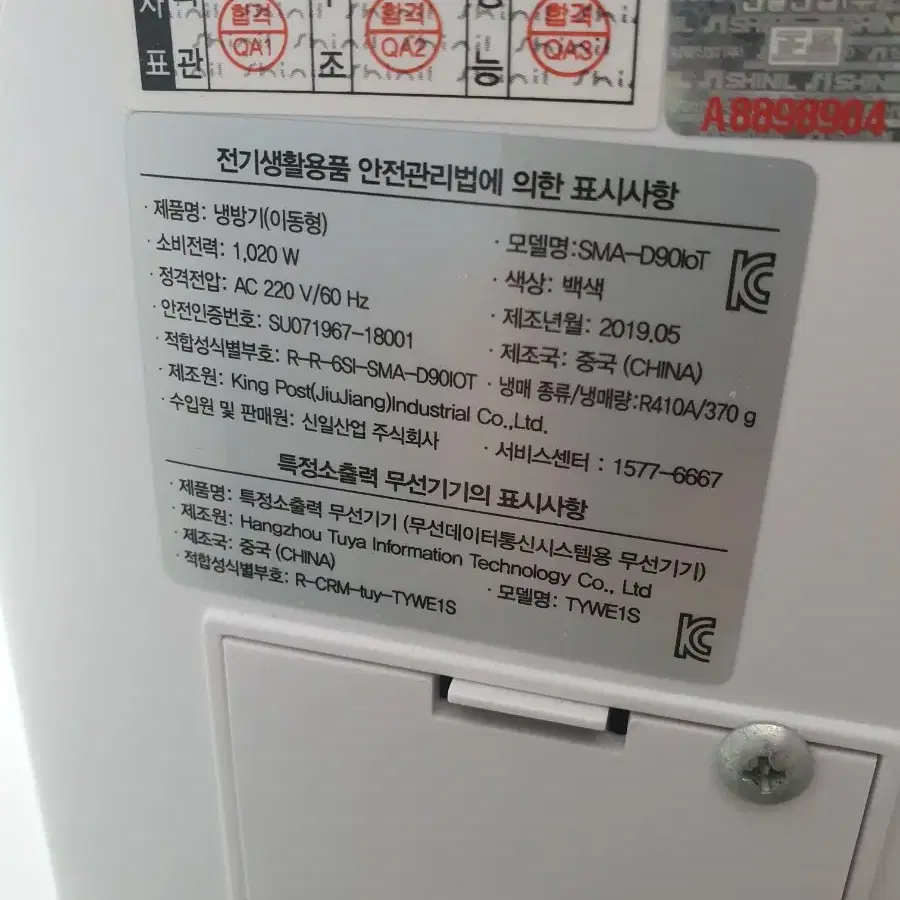 합격 합격 합격
QA1 QA2 QA3
표 관 조 능
SHINIL SHINIL
A8898904
전기생활용품 안전관리법에 의한 표시사항
· 제품명: 냉방기(이동형)
· 소비전력: 1,020 W · 모델명:SMA-D90IoT
· 정격전압: AC 220 V/60 Hz · 색상: 백색
· 안전인증번호: SU071967-18001 · 제조년월: 2019.05
· 적합성식별부호: R-R-6SI-SMA-D90IOT · 제조국: 중국 (CHINA)
· 제조원: King Post(JiuJiang)Industrial Co.,Ltd. · 냉매 종류/냉매량:R410A/370 g
· 수입원 및 판매원: 신일산업 주식회사 · 서비스센터 : 1577-6667
특정소출력 무선기기의 표시사항
· 제품명: 특정소출력 무선기기 (무선데이터통신시스템용 무선기기)
· 제조원: Hangzhou Tuya Information Technology Co., Ltd
· 제조국: 중국 (CHINA)
· 적합성식별부호: R-CRM-tuy-TYWE1S · 모델명: TYWE1S